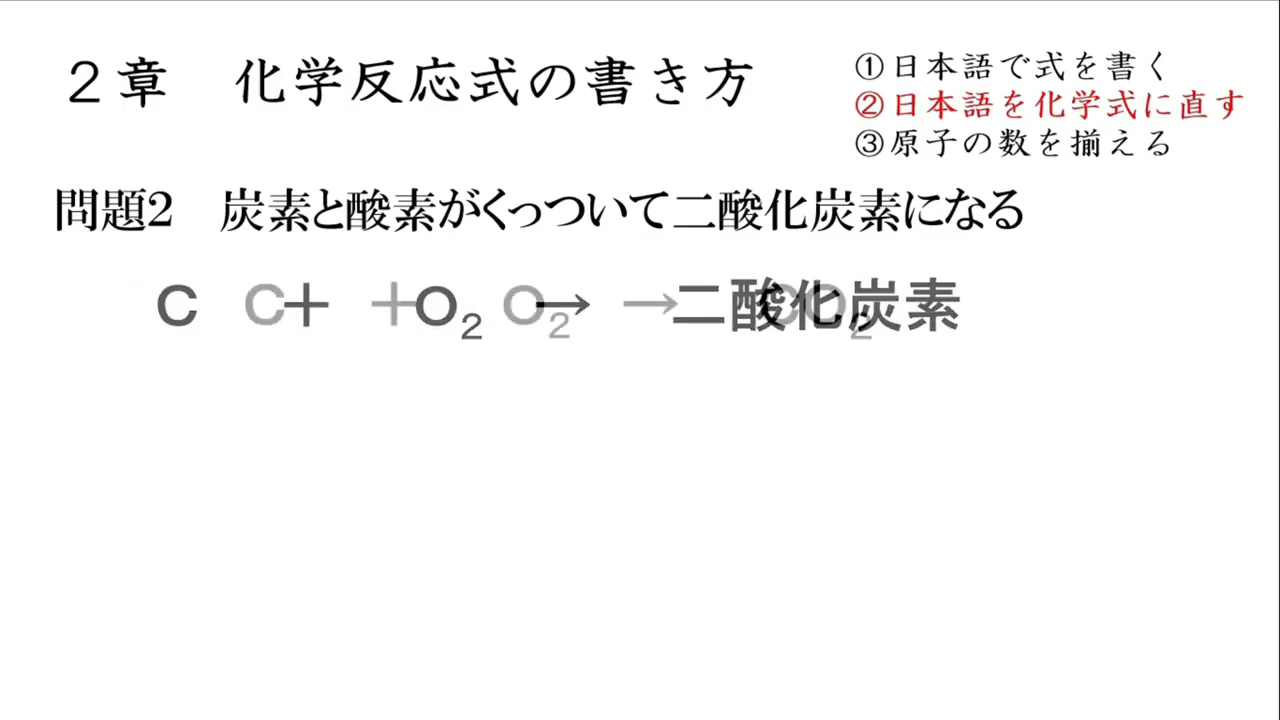 2章 化学反応式の書き方
①日本語で式を書く
②日本語を化学式に直す
③原子の数を揃える
問題2 炭素と酸素がくっついて二酸化炭素になる
C + O₂ → 二酸化炭素
C + O₂ → CO₂